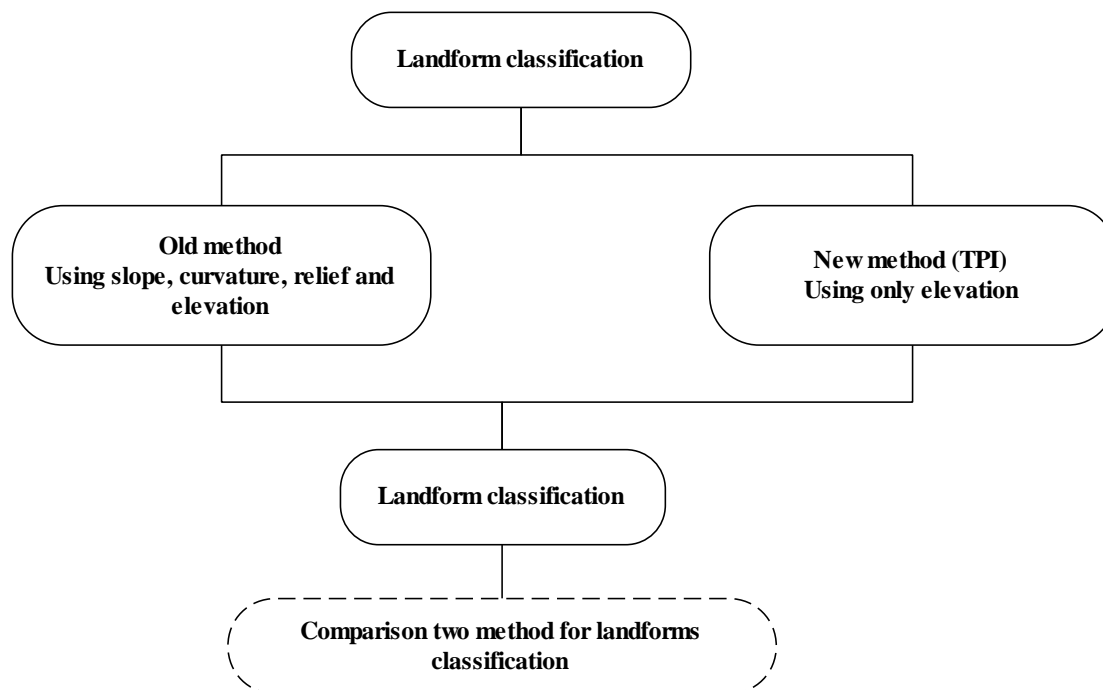 Landform classification
Old method
Using slope, curvature, relief and
elevation
New method (TPI)
Using only elevation
Landform classification
Comparison two method for landforms
classification